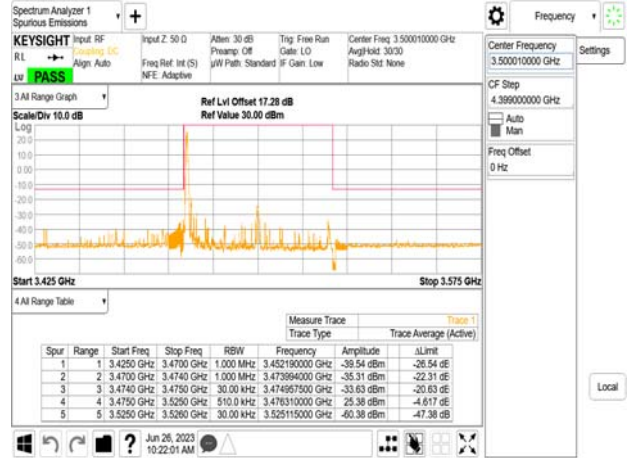 Spectrum Analyzer 1
Spurious Emissions
Frequency
KEYSIGHT Input: RF Input Z: 50 Ω Atten: 30 dB Trig: Free Run Center Freq: 3.500010000 GHz
Coupling: DC Preamp: Off Gate: LO Avg|Hold: 30/30
RL Align: Auto Freq Ref: Int (S) µW Path: Standard IF Gain: Low Radio Std: None
NFE: Adaptive
PASS
Center Frequency
3.500010000 GHz
Settings
CF Step
4.399000000 GHz
Auto
Man
Freq Offset
0 Hz
Local
3 All Range Graph
Ref Lvl Offset 17.28 dB
Scale/Div 10.0 dB Ref Value 30.00 dBm
Log
20.0
10.0
0.00
-10.0
-20.0
-30.0
-40.0
-50.0
-60.0
Start 3.425 GHz Stop 3.575 GHz
4 All Range Table
Measure Trace Trace 1
Trace Type Trace Average (Active)
Spur Range Start Freq Stop Freq RBW Frequency Amplitude ΔLimit
1 1 3.4250 GHz 3.4700 GHz 1.000 MHz 3.452190000 GHz -39.54 dBm -26.54 dB
2 2 3.4700 GHz 3.4740 GHz 1.000 MHz 3.473994000 GHz -35.31 dBm -22.31 dB
3 3 3.4740 GHz 3.4750 GHz 30.00 kHz 3.474957500 GHz -33.63 dBm -20.63 dB
4 4 3.4750 GHz 3.5250 GHz 510.0 kHz 3.476310000 GHz 25.38 dBm -4.617 dB
5 5 3.5250 GHz 3.5260 GHz 30.00 kHz 3.525115000 GHz -60.38 dBm -47.38 dB
?
Jun 26, 2023
10:22:01 AM